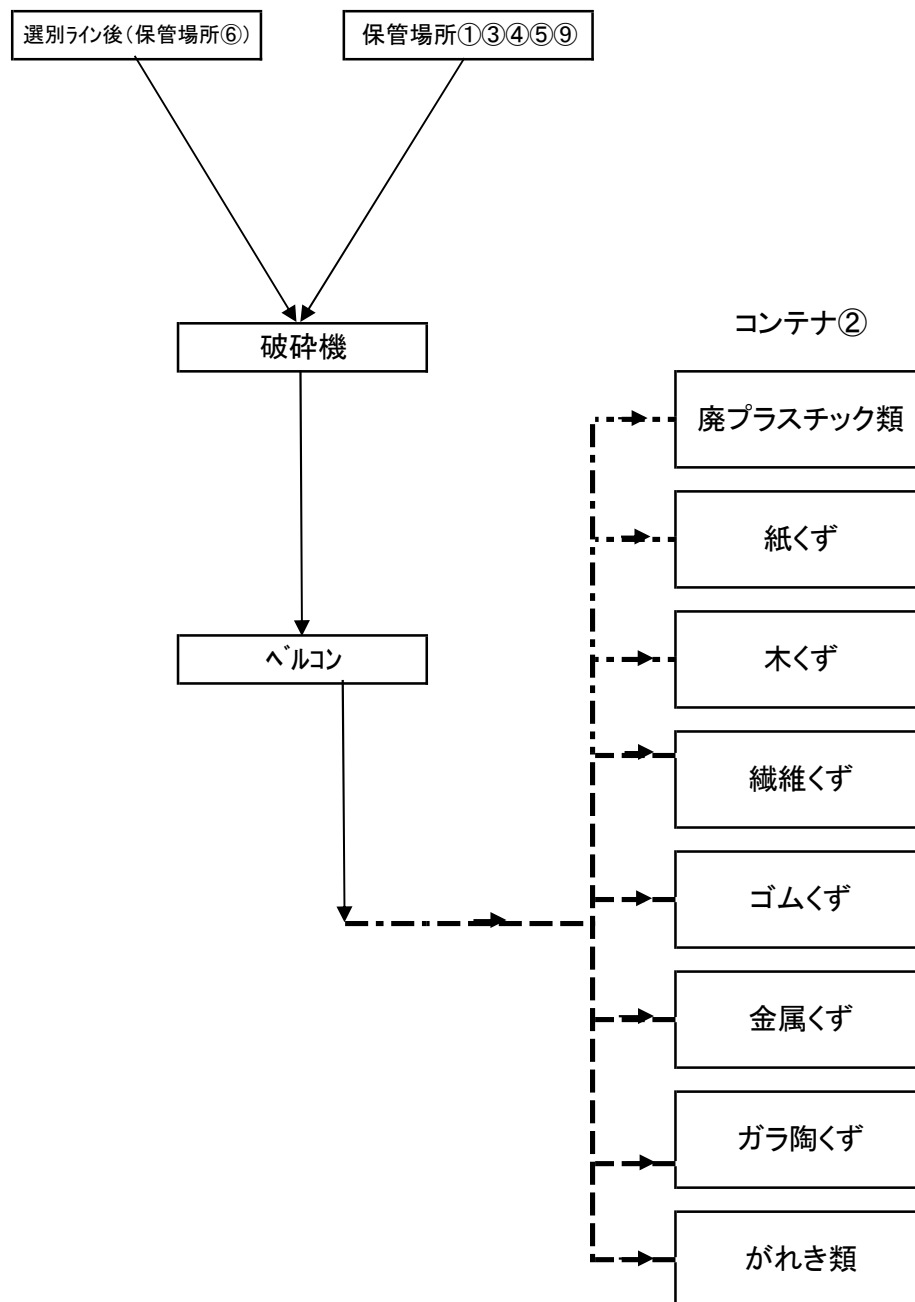 選別ﾗｲﾝ後(保管場所⑥)
保管場所①③④⑤⑨
破砕機
ﾍﾞﾙｺﾝ
コンテナ②
廃プラスチック類
紙くず
木くず
繊維くず
ゴムくず
金属くず
ガラ陶くず
がれき類